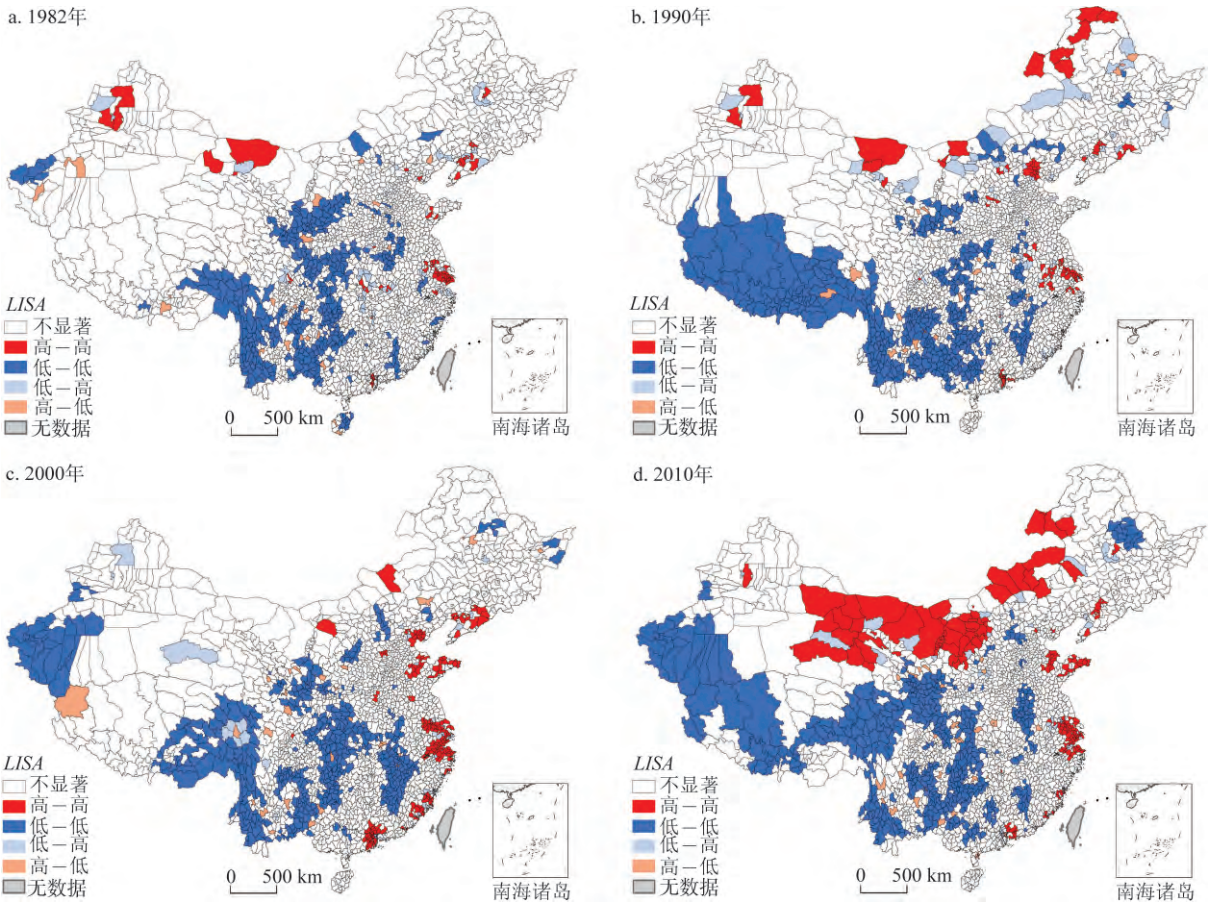 a. 1982年
LISA
不显著
高－高
低－低
低－高
高－低
无数据
0 500 km
南海诸岛
b. 1990年
LISA
不显著
高－高
低－低
低－高
高－低
无数据
0 500 km
南海诸岛
c. 2000年
LISA
不显著
高－高
低－低
低－高
高－低
无数据
0 500 km
南海诸岛
d. 2010年
LISA
不显著
高－高
低－低
低－高
高－低
无数据
0 500 km
南海诸岛